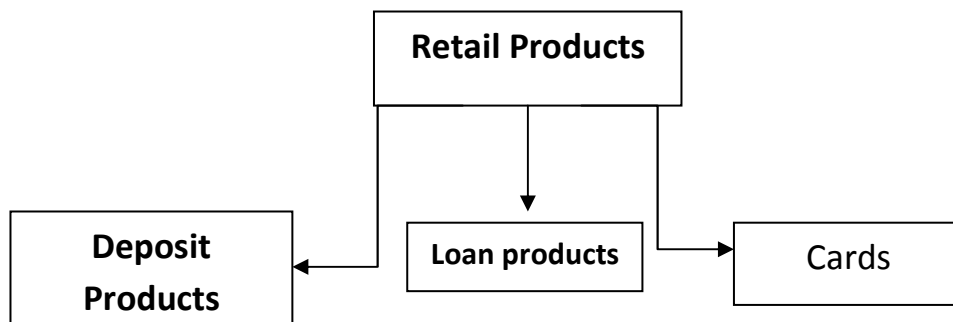 Retail Products
Deposit
Products
Loan products
Cards